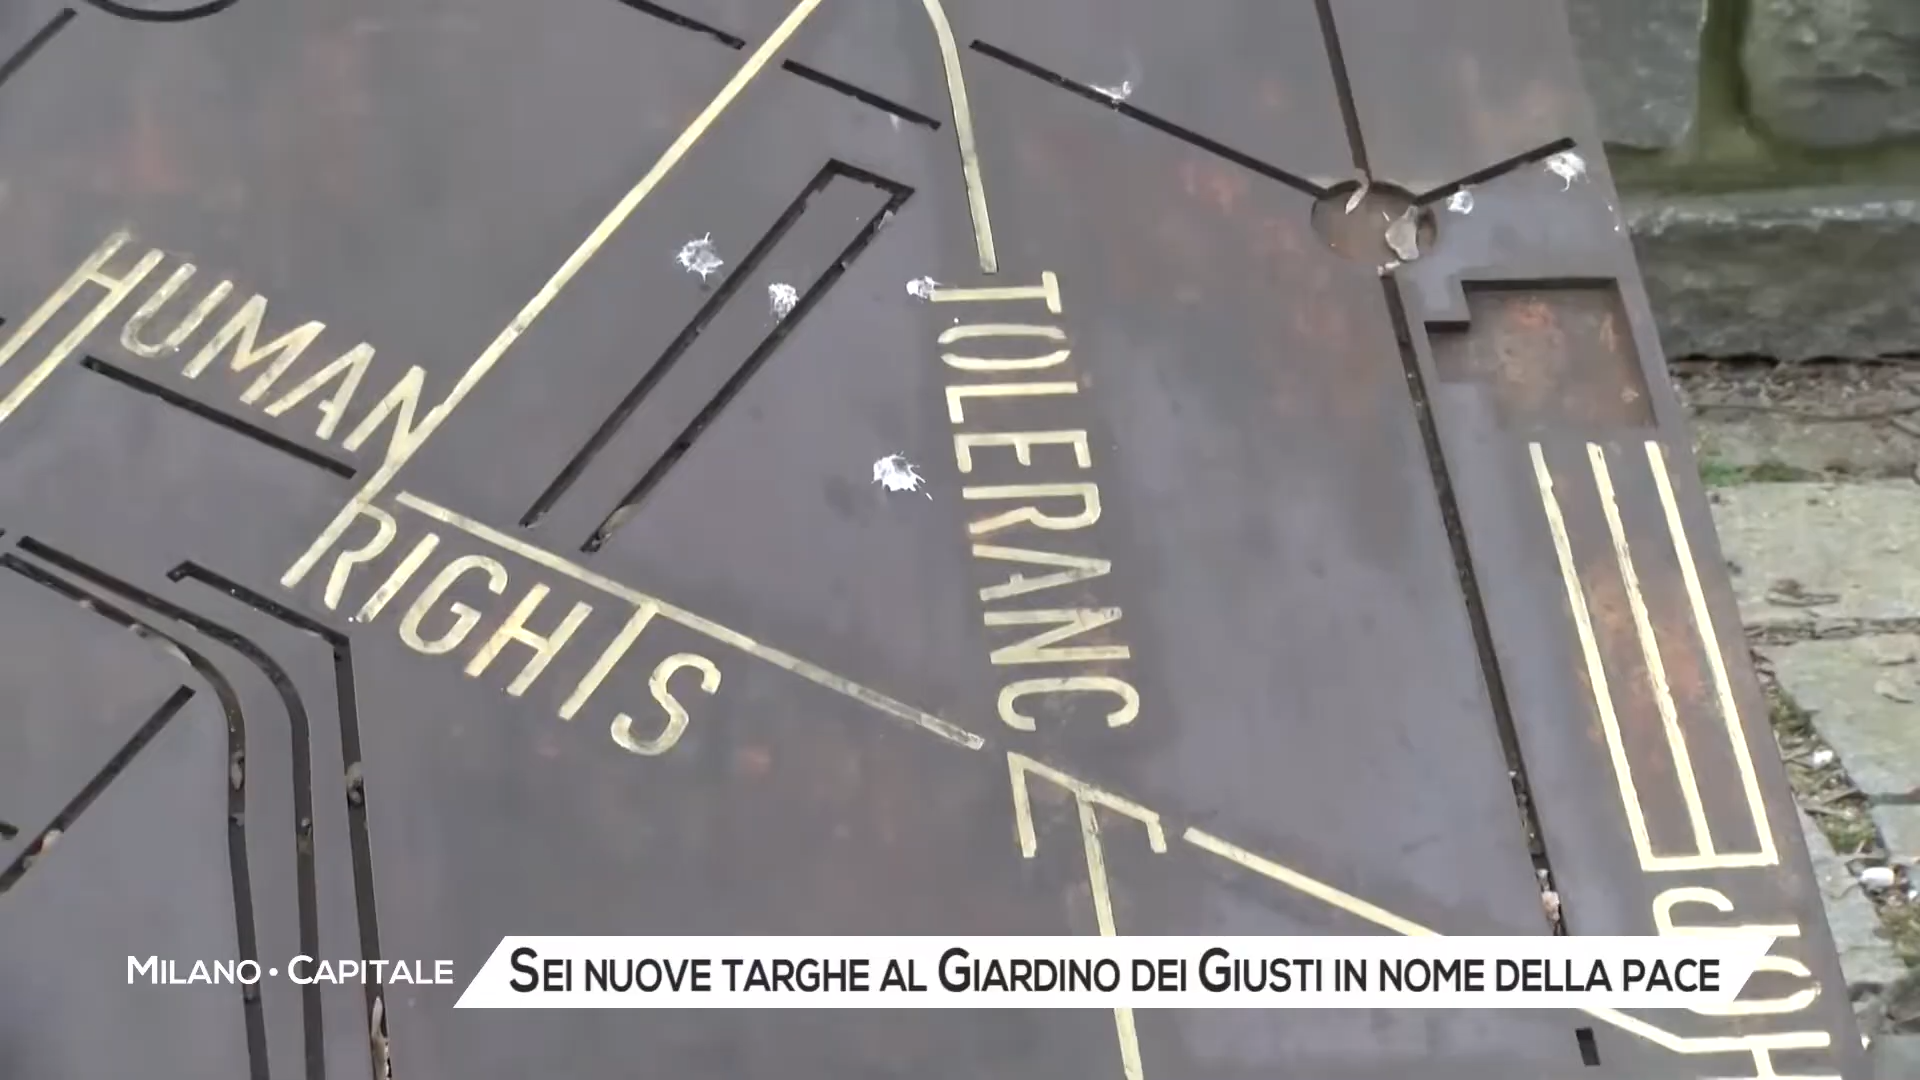 HUMAN
RIGHTS
TOLERANCE
MILANO • CAPITALE
SEI NUOVE TARGHE AL GIARDINO DEI GIUSTI IN NOME DELLA PACE